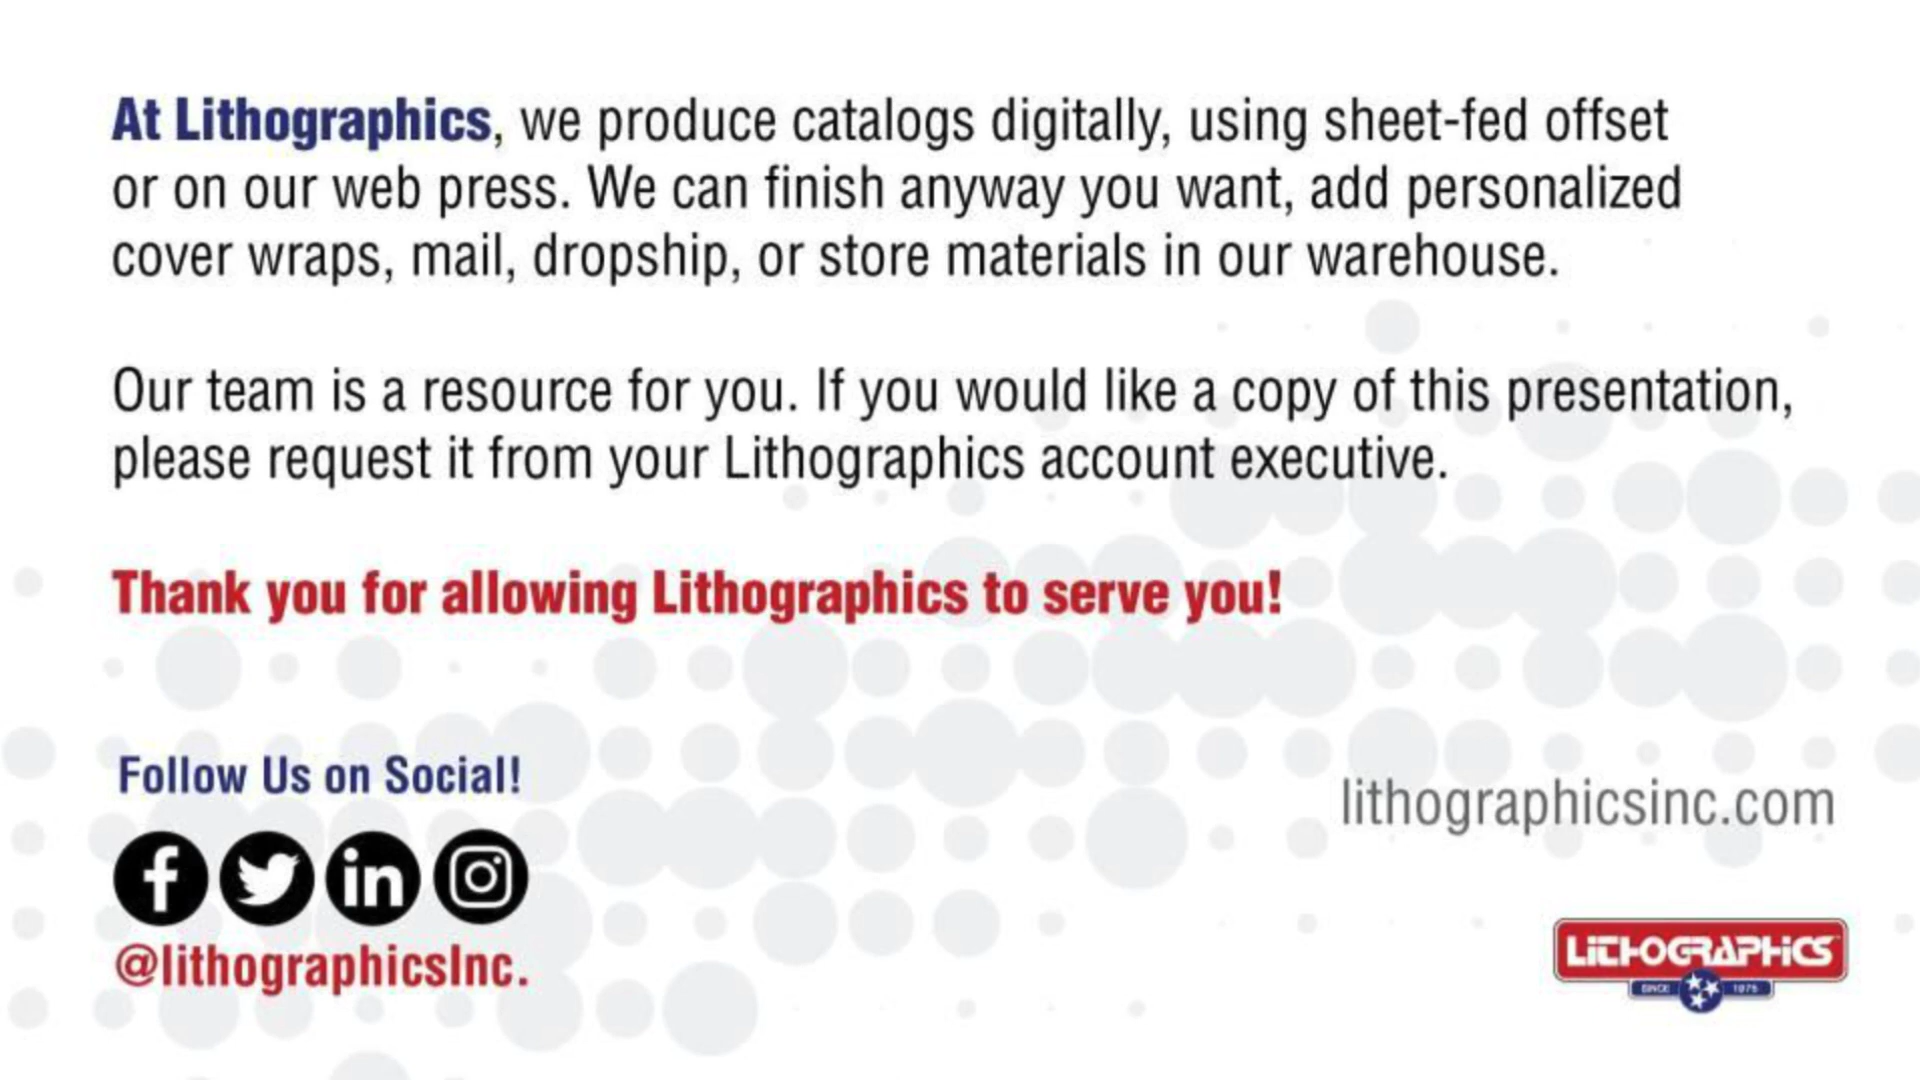 At Lithographics, we produce catalogs digitally, using sheet-fed offset
or on our web press. We can finish anyway you want, add personalized
cover wraps, mail, dropship, or store materials in our warehouse.
Our team is a resource for you. If you would like a copy of this presentation,
please request it from your Lithographics account executive.
Thank you for allowing Lithographics to serve you!
Follow Us on Social!
@lithographicsInc.
lithographicsinc.com
LITHOGRAPHICS
SINCE 1975